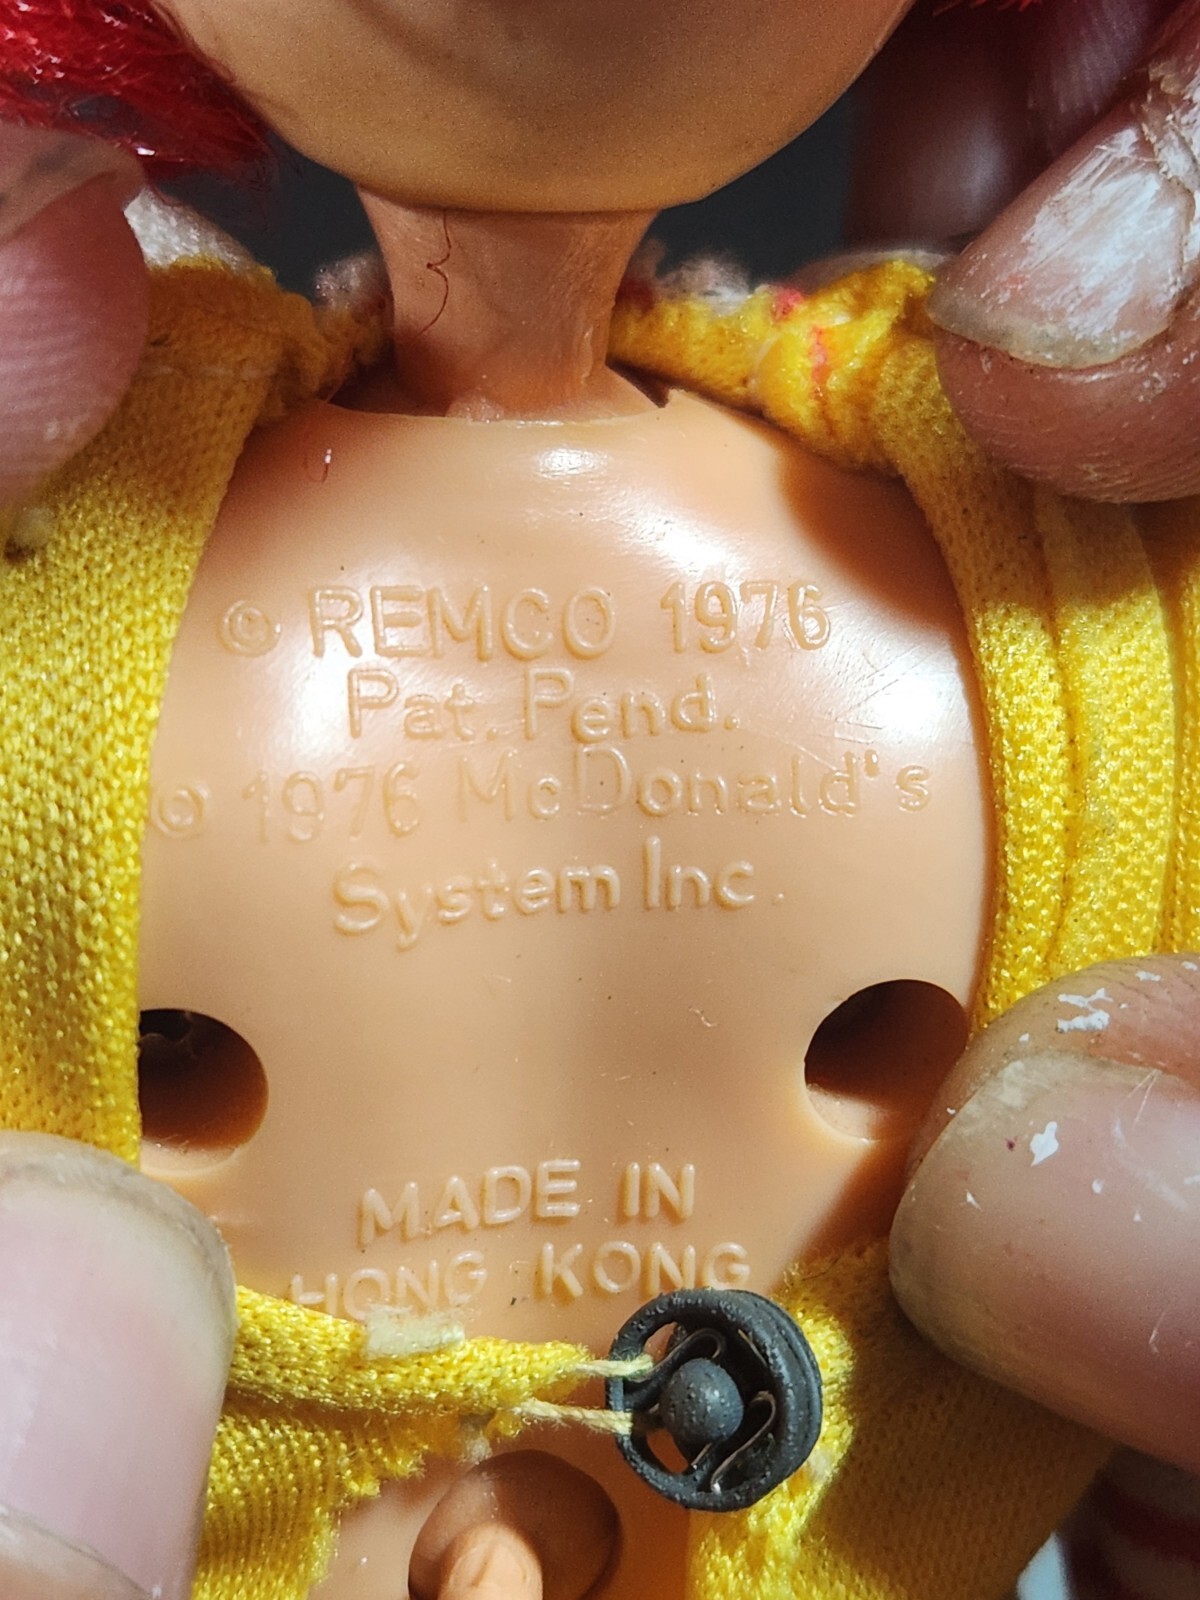 © REMCO 1976
Pat. Pend.
© 1976 McDonald's
System Inc.
MADE IN
HONG KONG